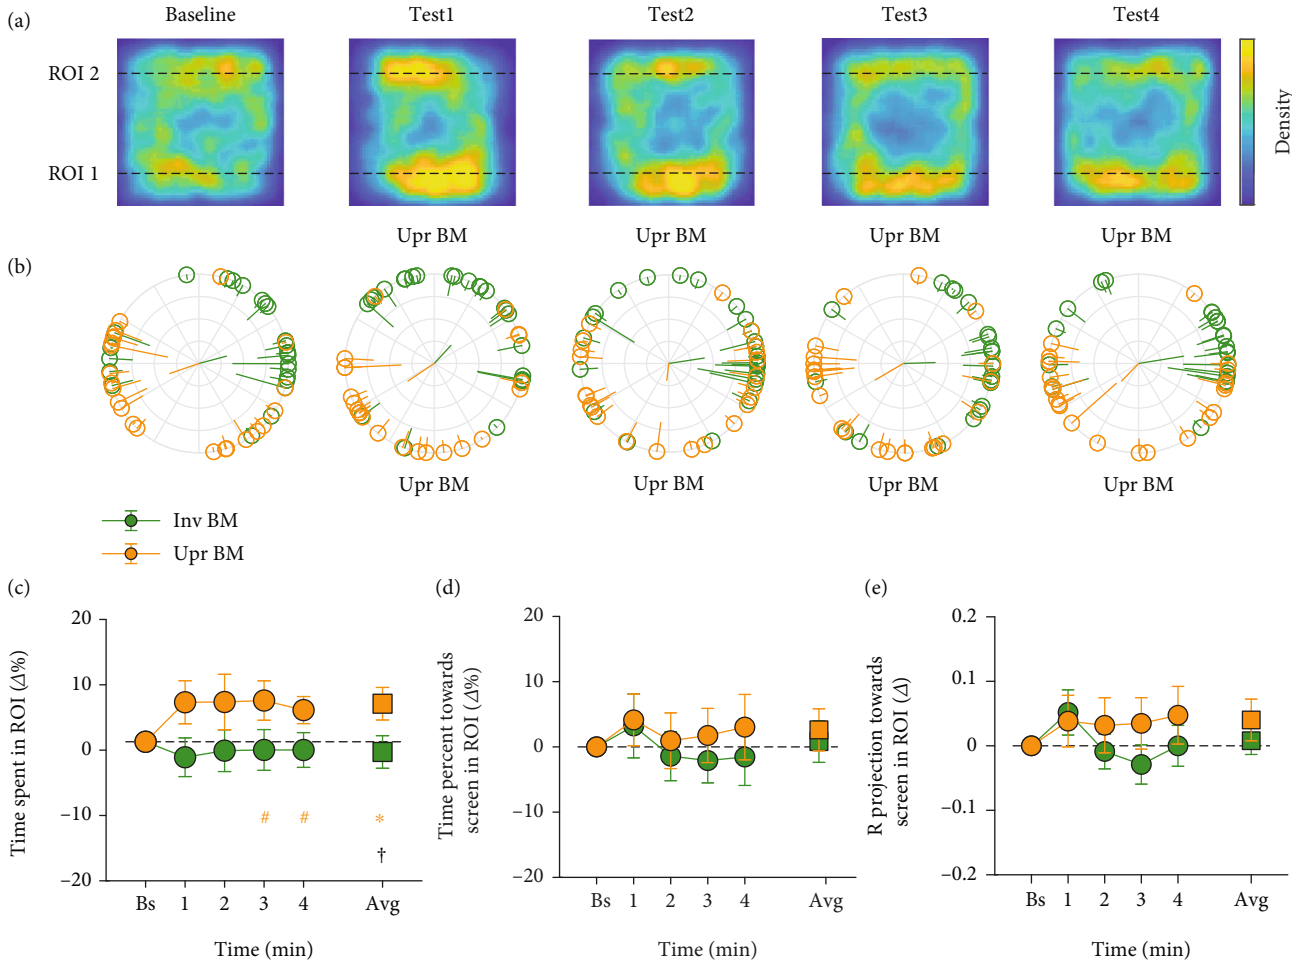 (a)
Baseline Test1 Test2 Test3 Test4
ROI 2
ROI 1
Density
Upr BM Upr BM Upr BM Upr BM
(b)
Upr BM Upr BM Upr BM Upr BM
Inv BM
Upr BM
(c)
Time spent in ROI (Δ%)
20
10
0
−10
−20
# # *
†
Bs 1 2 3 4 Avg
Time (min)
(d)
Time percent towards
screen in ROI (Δ%)
20
10
0
−10
−20
Bs 1 2 3 4 Avg
Time (min)
(e)
R projection towards
screen in ROI (Δ)
0.2
0.1
0
−0.1
−0.2
Bs 1 2 3 4 Avg
Time (min)